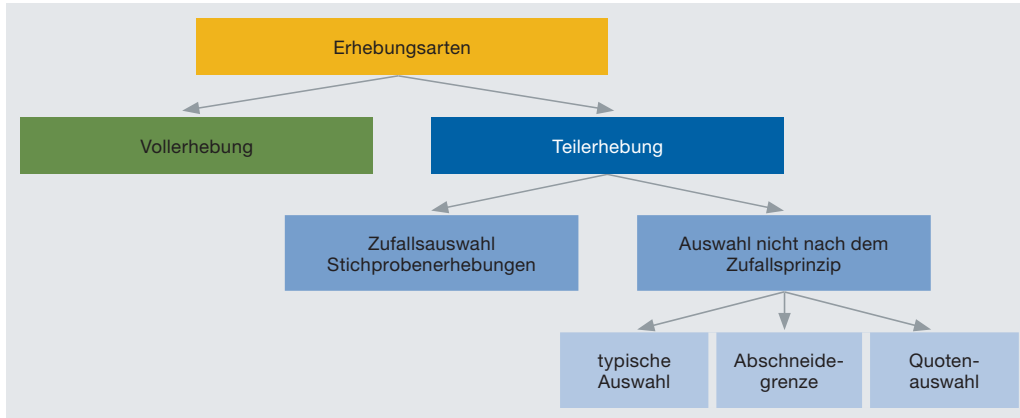 Erhebungsarten
Vollerhebung
Teilerhebung
Zufallsauswahl
Stichprobenerhebungen
Auswahl nicht nach dem
Zufallsprinzip
typische
Auswahl
Abschneide-
grenze
Quoten-
auswahl